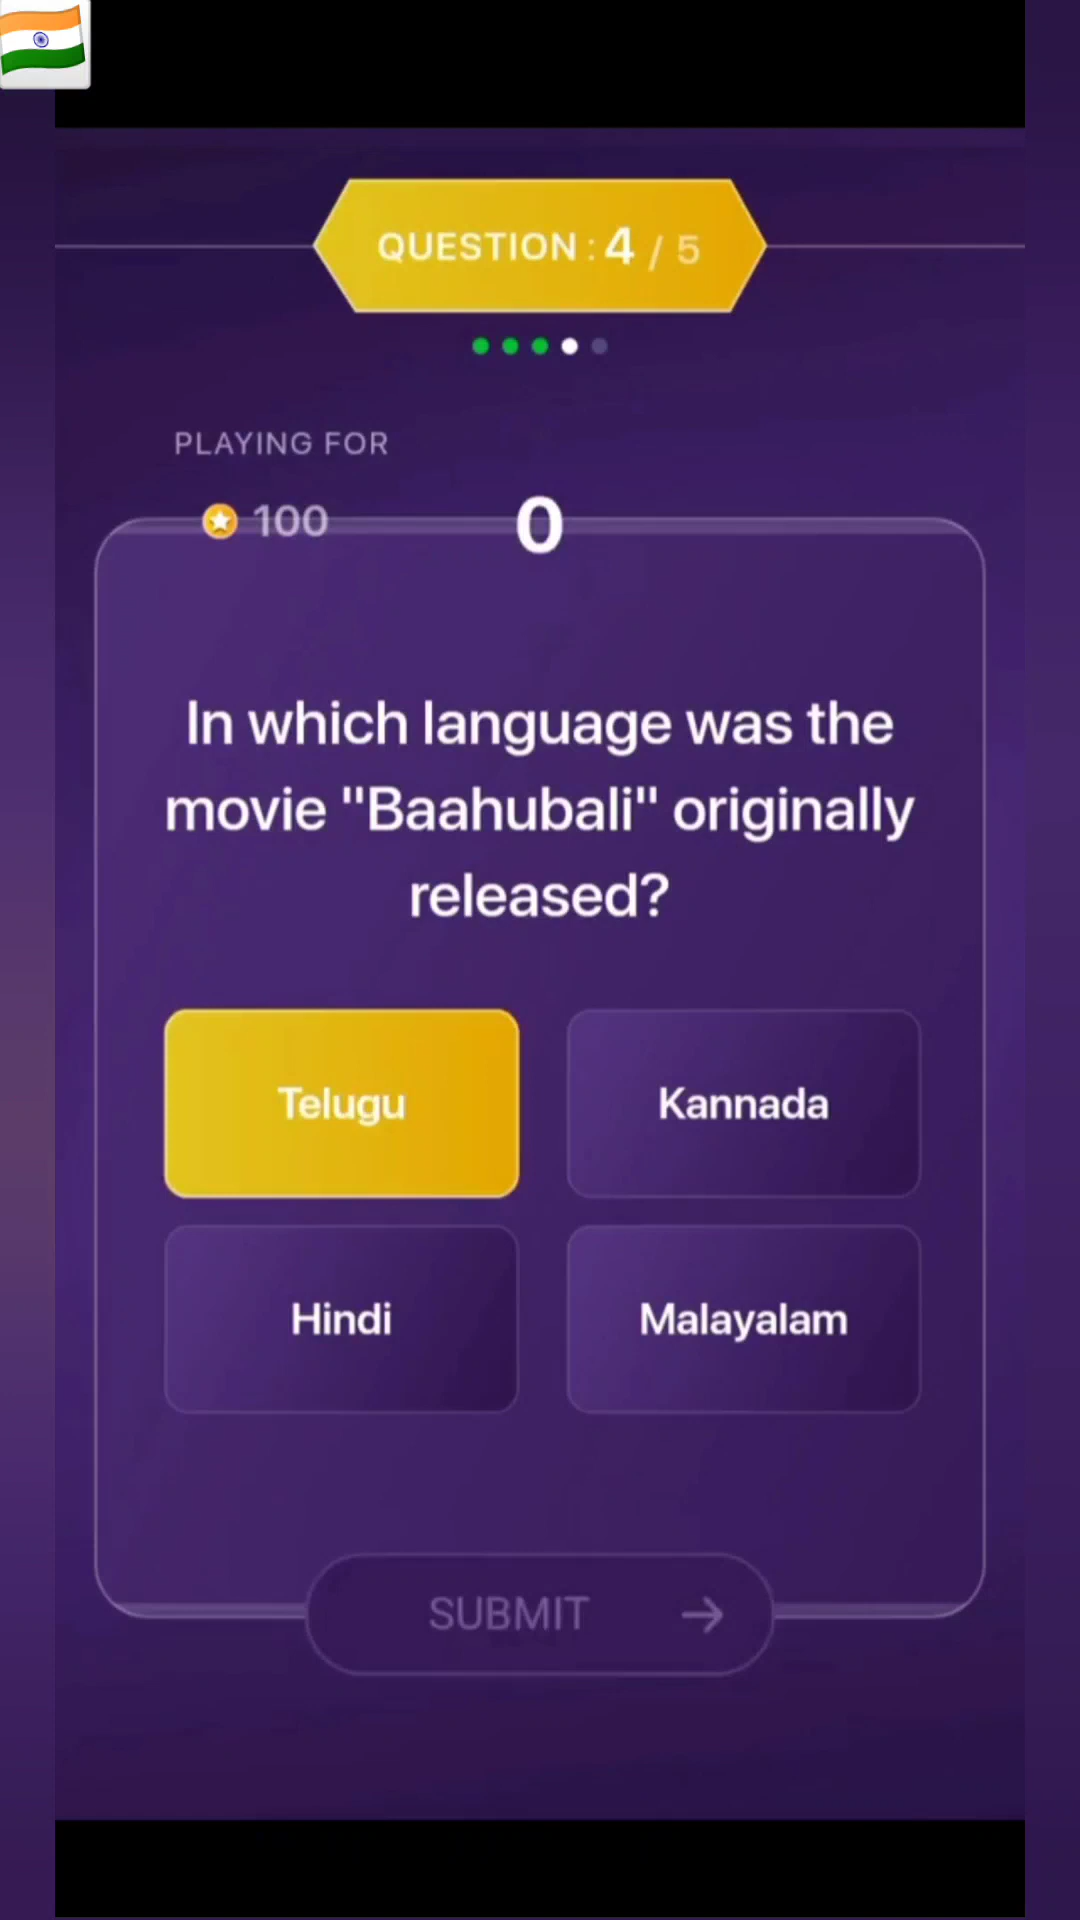 QUESTION : 4 / 5
PLAYING FOR
100
0
In which language was the
movie "Baahubali" originally
released?
Telugu
Kannada
Hindi
Malayalam
SUBMIT →